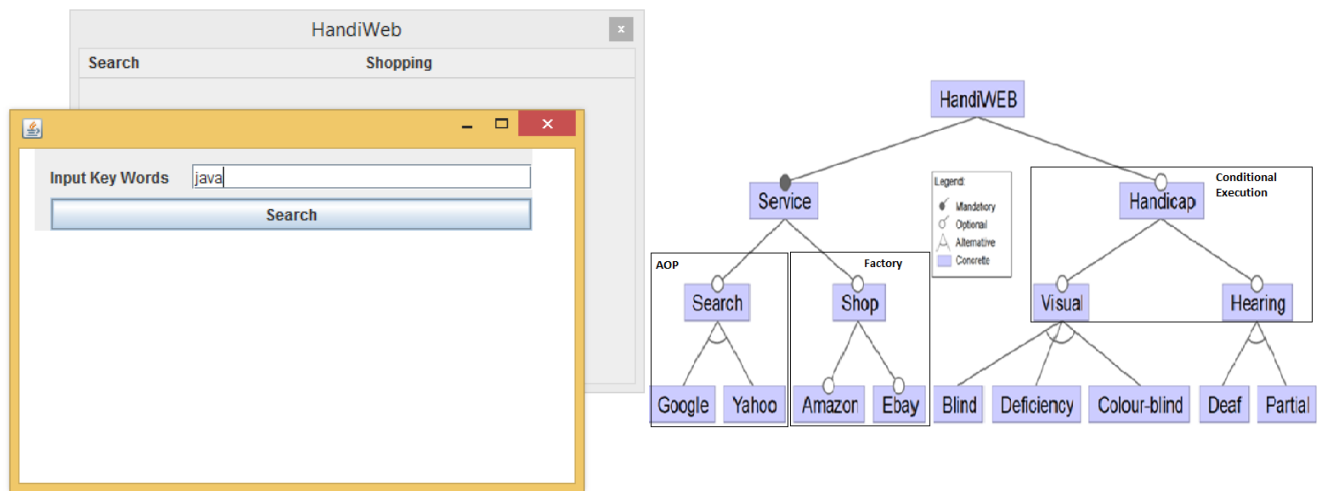 HandiWeb
x
Search Shopping
Input Key Words java
Search
HandiWEB
Legend:
Mandatory
Optional
Alternative
Concrete
Conditional
Execution
Service
Handicap
AOP
Factory
Search
Shop
Visual
Hearing
Google
Yahoo
Amazon
Ebay
Blind
Deficiency
Colour-blind
Deaf
Partial